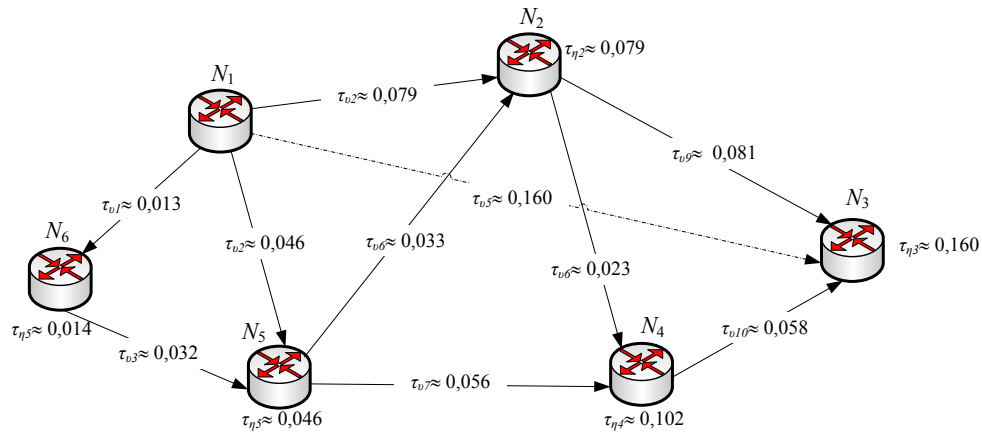 N2
τη2≈ 0,079
N1
τυ2≈ 0,079
τυ9≈ 0,081
τυ1≈ 0,013
τυ5≈ 0,160
N3
N6
τυ2≈ 0,046
τυ6≈ 0,033
τη3≈ 0,160
τυ6≈ 0,023
τη5≈ 0,014
N5
N4
τυ10≈ 0,058
τυ3≈ 0,032
τυ7≈ 0,056
τη5≈ 0,046
τη4≈ 0,102